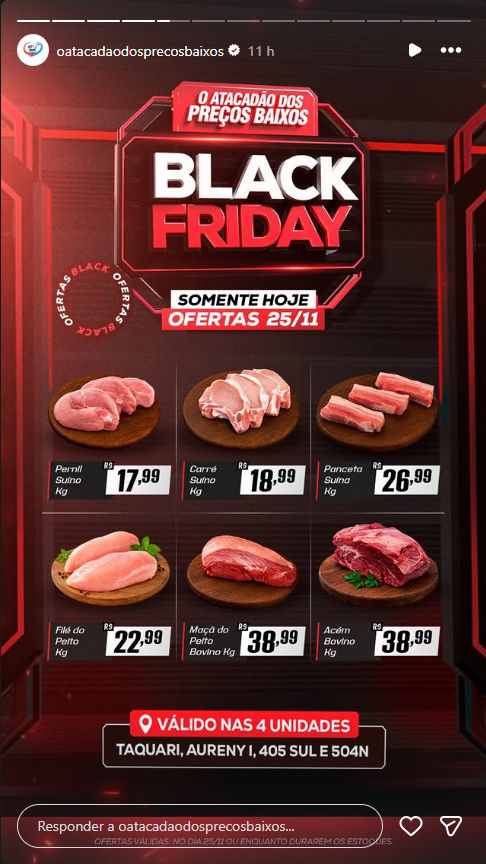 oatacadaodosprecosbaixos 11 h
O ATACADÃO DOS
PREÇOS BAIXOS
BLACK
FRIDAY
OFERTAS BLACK OFERTAS BLACK
SOMENTE HOJE
OFERTAS 25/11
Pernil
Suíno
Kg
R$
17,99
Carré
Suíno
Kg
R$
18,99
Panceta
Suína
Kg
R$
26,99
Filé do
Peito
Kg
R$
22,99
Maçã do
Peito
Bovino Kg
R$
38,99
Acém
Bovino
Kg
R$
38,99
VÁLIDO NAS 4 UNIDADES
TAQUARI, AURENY I, 405 SUL E 504N
Responder a oatacadaodosprecosbaixos...
OFERTAS VÁLIDAS NO DIA 25/11 OU ENQUANTO DURAREM OS ESTOQUES.